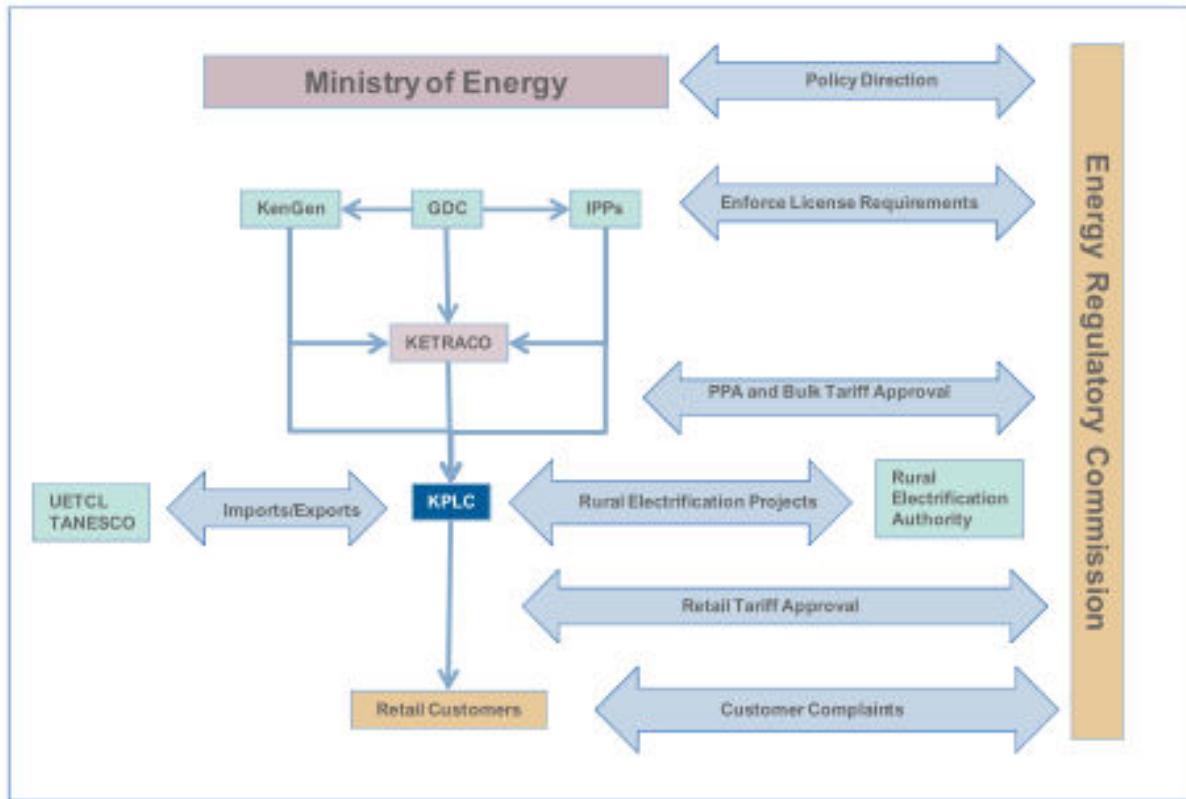 Ministry of Energy
Policy Direction
KenGen
GDC
IPPs
Enforce License Requirements
KETRACO
PPA and Bulk Tariff Approval
UETCL
TANESCO
Imports/Exports
KPLC
Rural Electrification Projects
Rural
Electrification
Authority
Retail Tariff Approval
Retail Customers
Customer Complaints
Energy Regulatory Commission